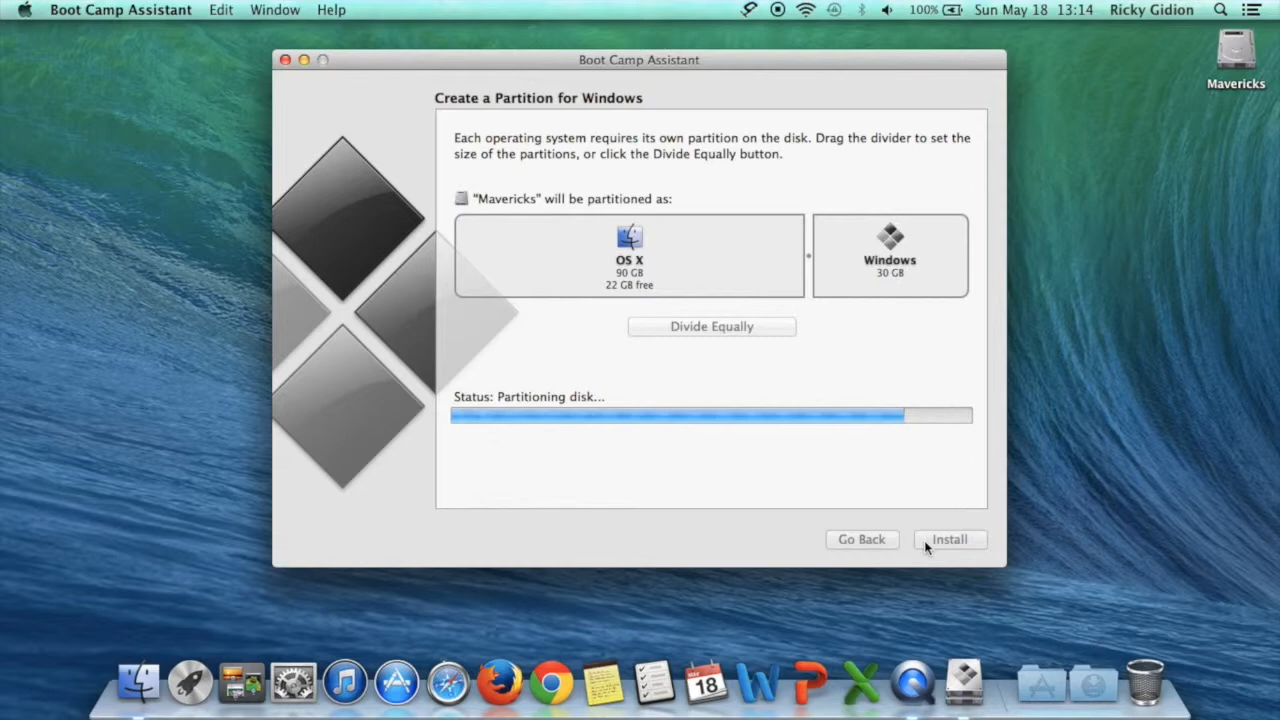 Boot Camp Assistant Edit Window Help 100% Sun May 18 13:14 Ricky Gidion
Mavericks
Boot Camp Assistant
Create a Partition for Windows
Each operating system requires its own partition on the disk. Drag the divider to set the
size of the partitions, or click the Divide Equally button.
"Mavericks" will be partitioned as:
OS X
90 GB
22 GB free
Windows
30 GB
Divide Equally
Status: Partitioning disk...
Go Back Install
18